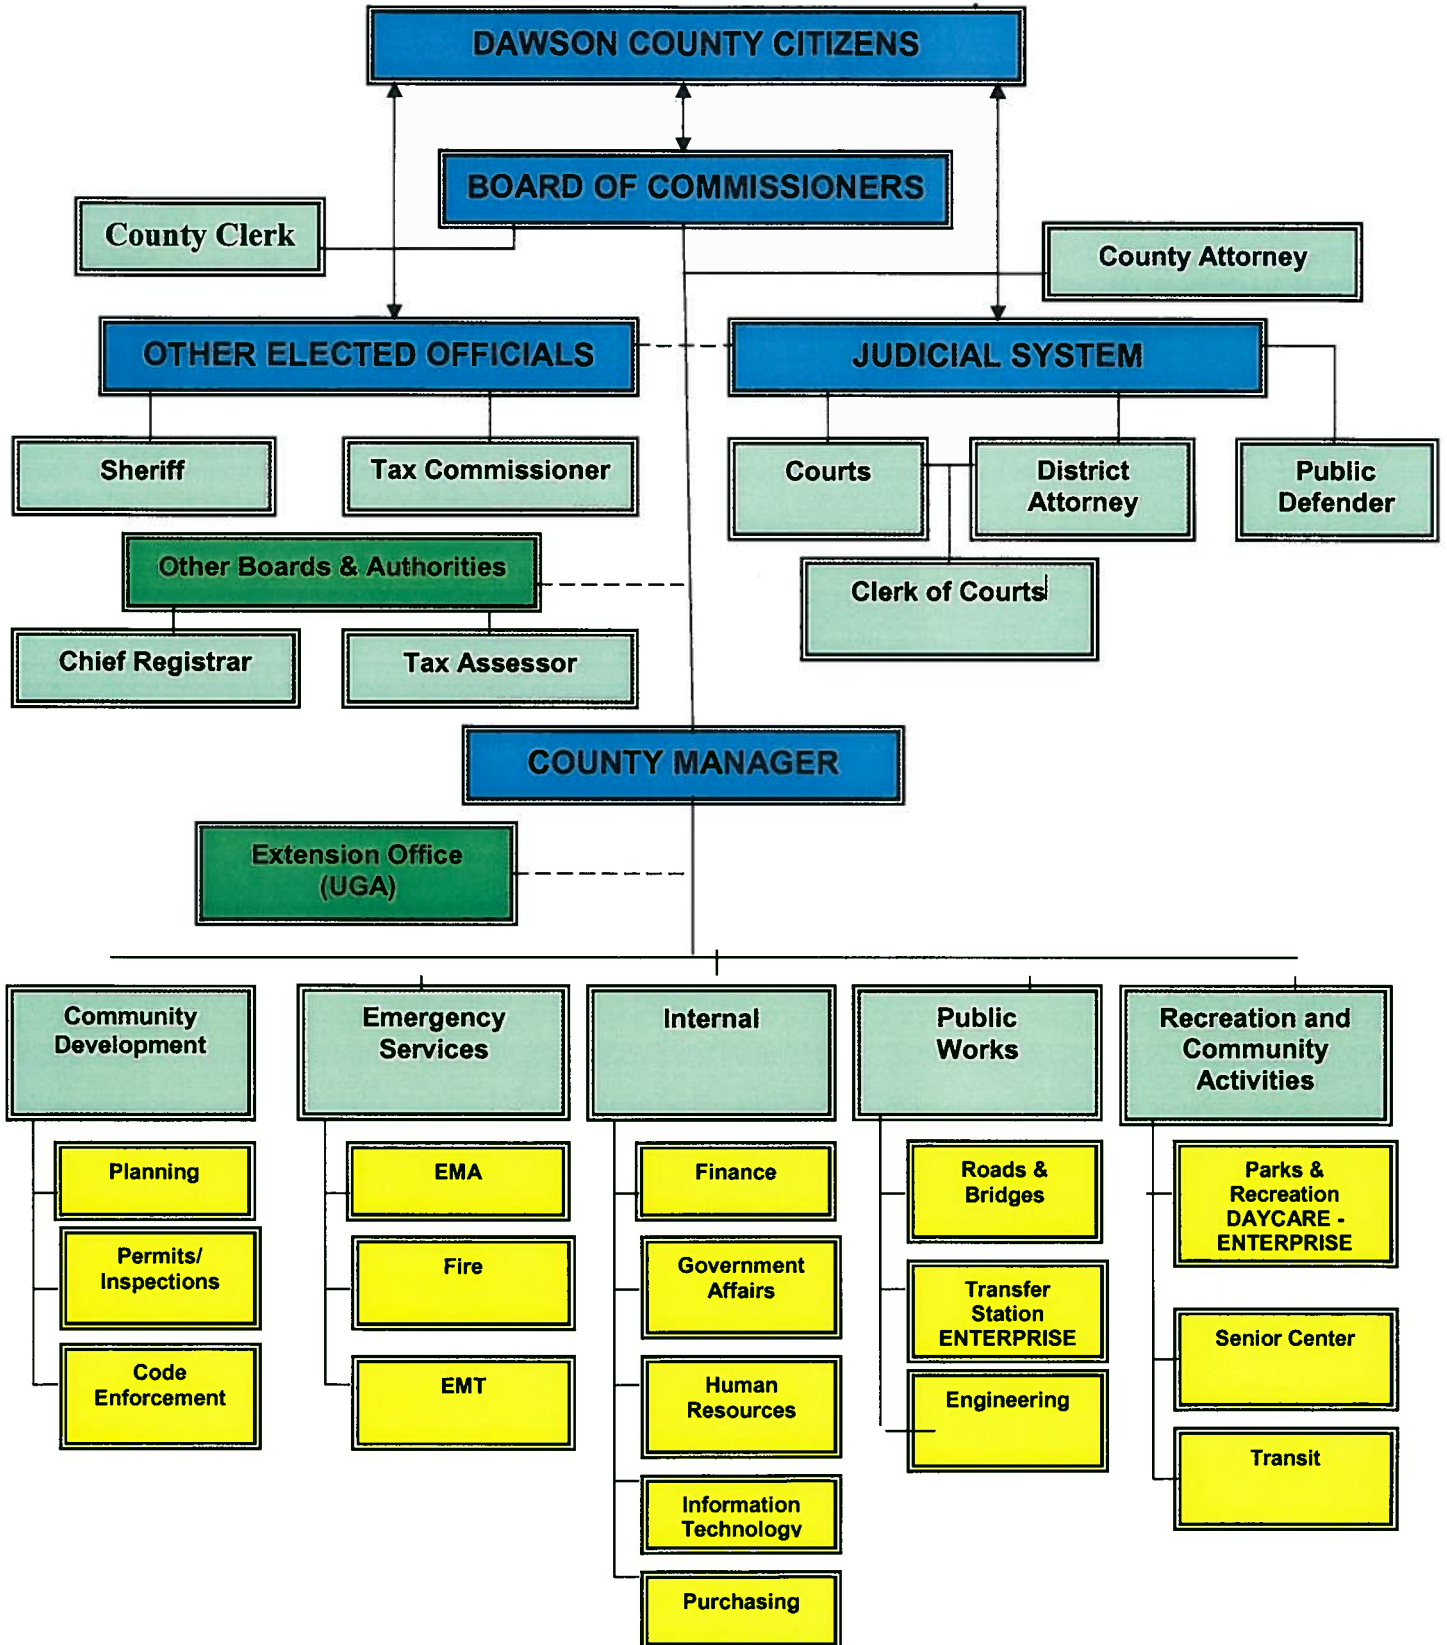 DAWSON COUNTY CITIZENS
BOARD OF COMMISSIONERS
County Clerk
County Attorney
OTHER ELECTED OFFICIALS
JUDICIAL SYSTEM
Sheriff
Tax Commissioner
Courts
District
Attorney
Public
Defender
Other Boards & Authorities
Clerk of Courts
Chief Registrar
Tax Assessor
COUNTY MANAGER
Extension Office
(UGA)
Community
Development
Emergency
Services
Internal
Public
Works
Recreation and
Community
Activities
Planning
Permits/
Inspections
Code
Enforcement
EMA
Fire
EMT
Finance
Government
Affairs
Human
Resources
Information
Technology
Purchasing
Roads &
Bridges
Transfer
Station
ENTERPRISE
Engineering
Parks &
Recreation
DAYCARE -
ENTERPRISE
Senior Center
Transit